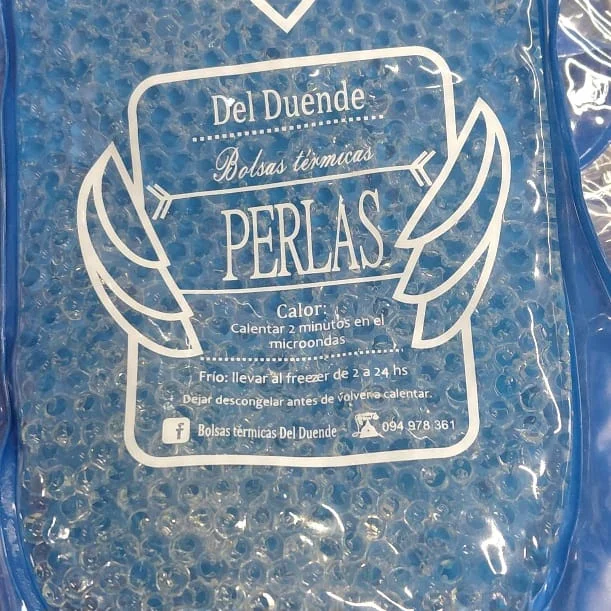 Del Duende
Bolsas térmicas
PERLAS
Calor:
Calentar 2 minutos en el
microondas
Frío: llevar al freezer de 2 a 24 hs
Dejar descongelar antes de volver a calentar.
f Bolsas térmicas Del Duende 094 978 361